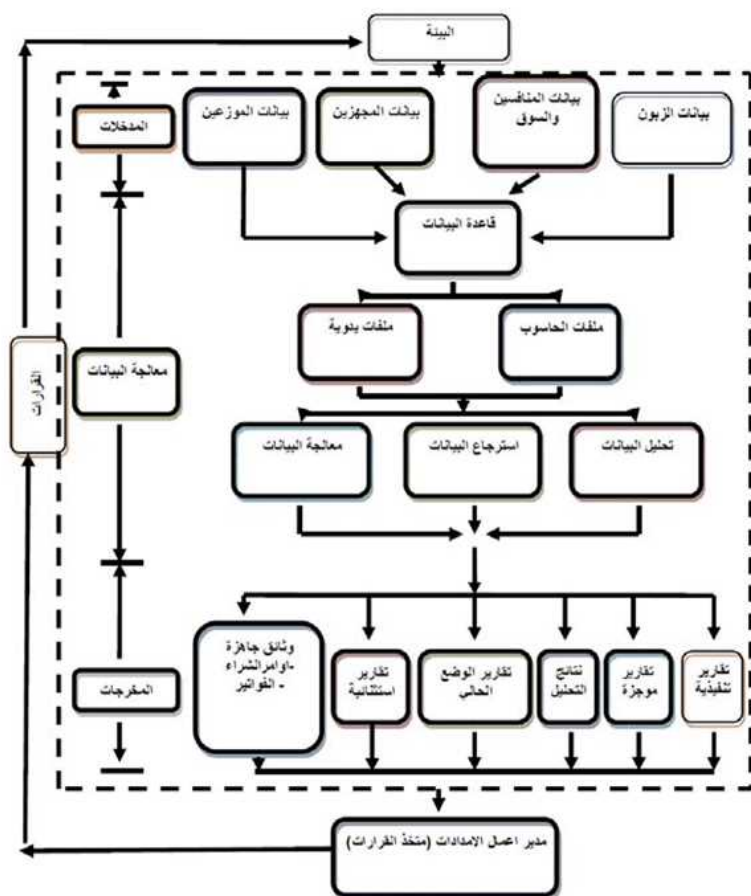 البيئة
المدخلات
بيانات الزبون
بيانات المنافسين
والسوق
بيانات المجهزين
بيانات الموزعين
قاعدة البيانات
ملفات الحاسوب
ملفات يدوية
القرارات
معالجة البيانات
تحليل البيانات
استرجاع البيانات
معالجة البيانات
المخرجات
تقارير
تنفيذية
تقارير
موجزة
نتائج
التحليل
تقارير الوضع
الحالي
تقارير
استثنائية
وثائق جاهزة
-اوامرالشراء
- الفواتير
مدير اعمال الامدادات (متخذ القرارات)